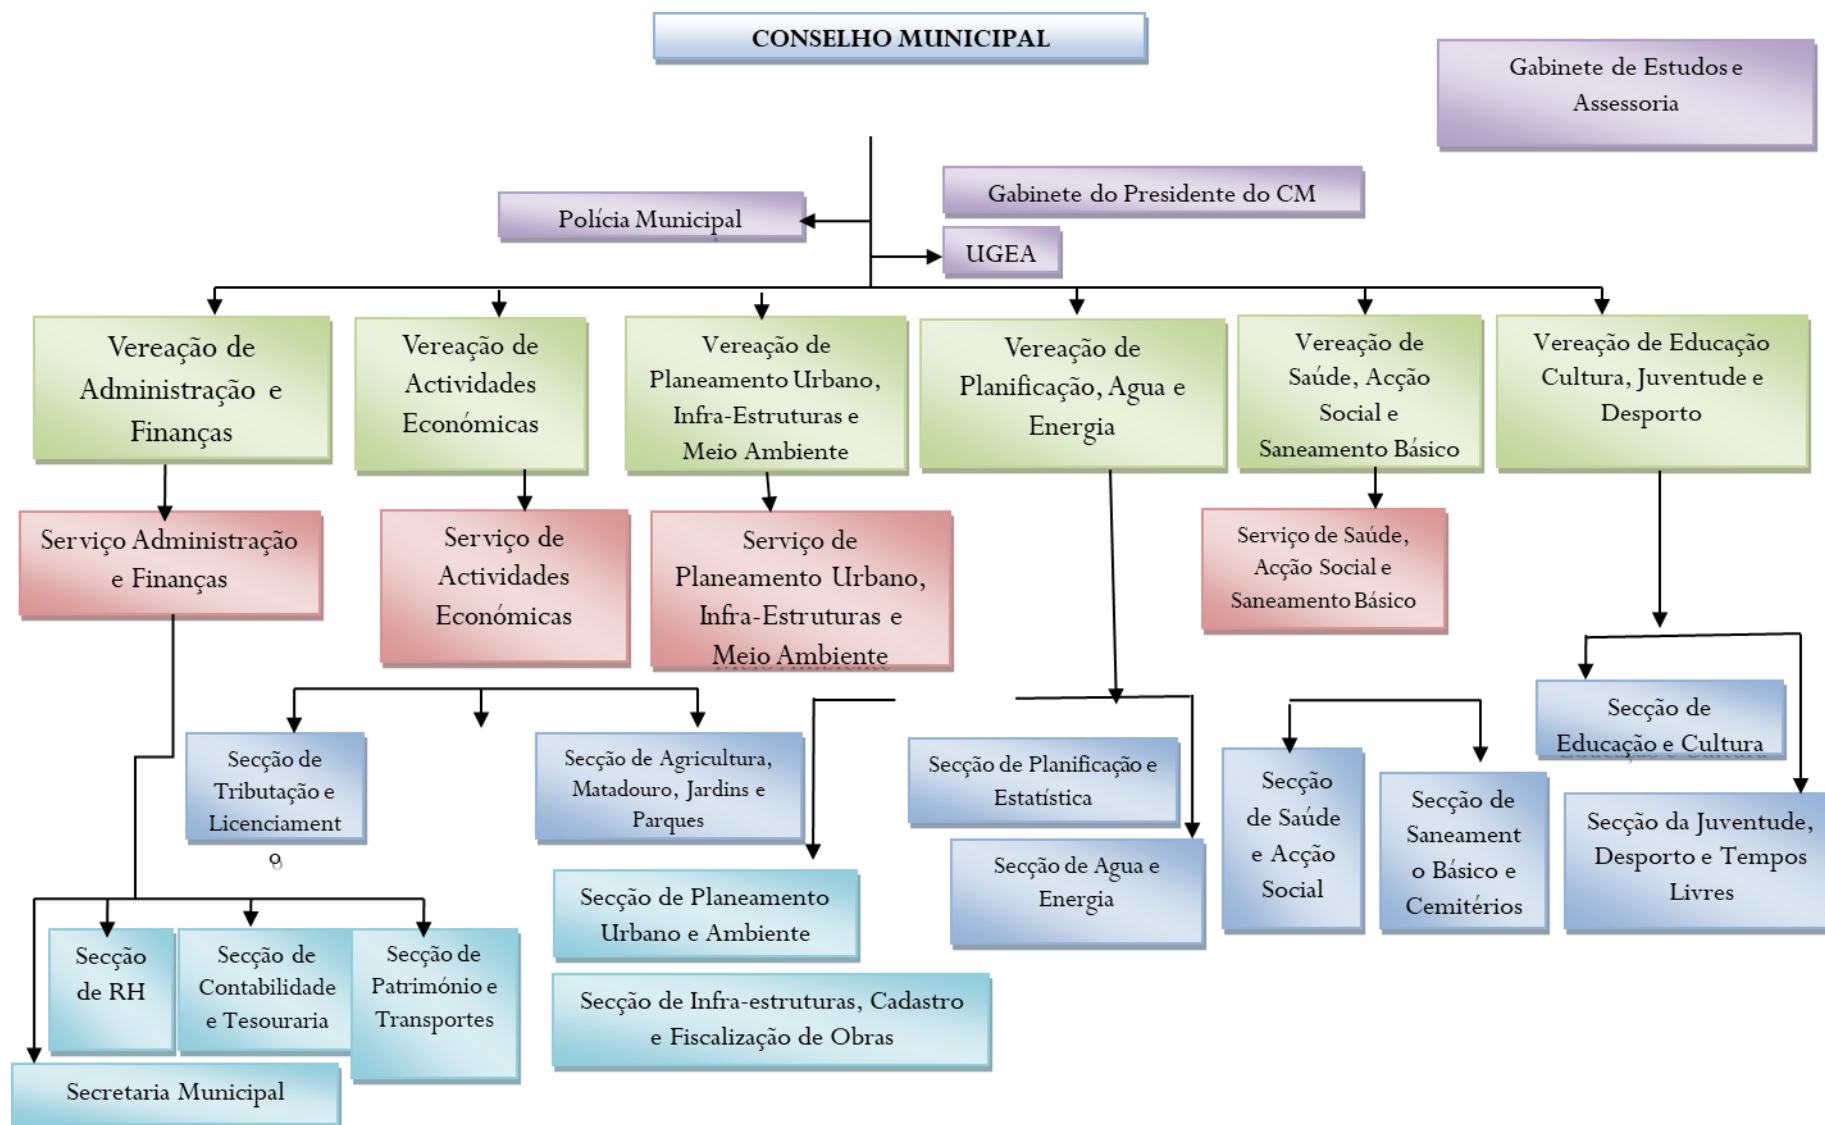 CONSELHO MUNICIPAL
Gabinete de Estudos e
Assessoria
Gabinete do Presidente do CM
Polícia Municipal
UGEA
Vereação de
Administração e
Finanças
Vereação de
Actividades
Económicas
Vereação de
Planeamento Urbano,
Infra-Estruturas e
Meio Ambiente
Vereação de
Planificação, Agua e
Energia
Vereação de
Saúde, Acção
Social e
Saneamento Básico
Vereação de Educação
Cultura, Juventude e
Desporto
Serviço Administração
e Finanças
Serviço de
Actividades
Económicas
Serviço de
Planeamento Urbano,
Infra-Estruturas e
Meio Ambiente
Serviço de Saúde,
Acção Social e
Saneamento Básico
Secção de
Tributação e
Licenciament
o
Secção de Agricultura,
Matadouro, Jardins e
Parques
Secção de Planificação e
Estatística
Secção de Agua e
Energia
Secção
de Saúde
e Acção
Social
Secção de
Saneament
o Básico e
Cemitérios
Secção de
Educação e Cultura
Secção da Juventude,
Desporto e Tempos
Livres
Secção de Planeamento
Urbano e Ambiente
Secção de Infra-estruturas, Cadastro
e Fiscalização de Obras
Secção
de RH
Secção de
Contabilidade
e Tesouraria
Secção de
Património e
Transportes
Secretaria Municipal